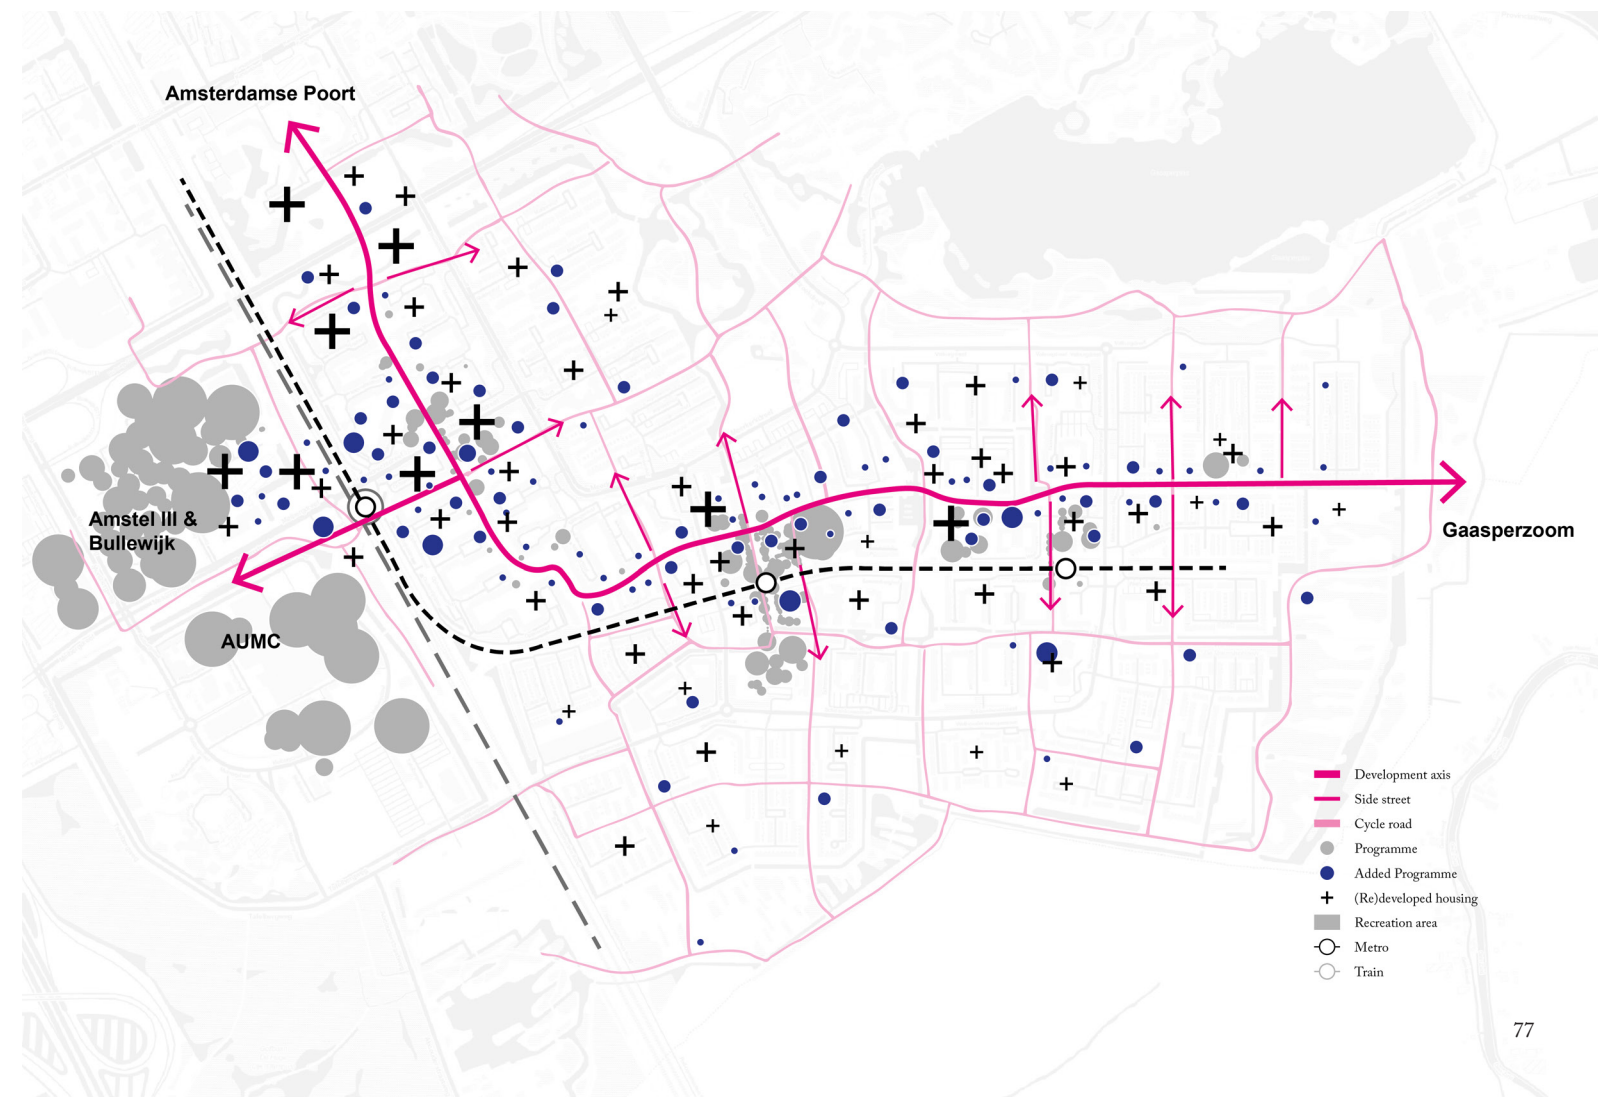 Amsterdamse Poort
Amstel III &
Bullewijk
Gaasperzoom
AUMC
Development axis
Side street
Cycle road
Programme
Added Programme
(Re)developed housing
Recreation area
Metro
Train
77